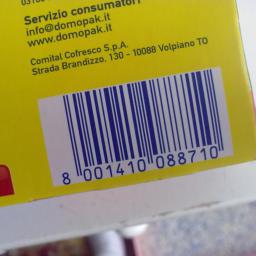 Servizio consumatori
info@domopak.it
www.domopak.it
Comital Cofresco S.p.A.
Strada Brandizzo, 130 - 10088 Volpiano TO
8 001410 088710